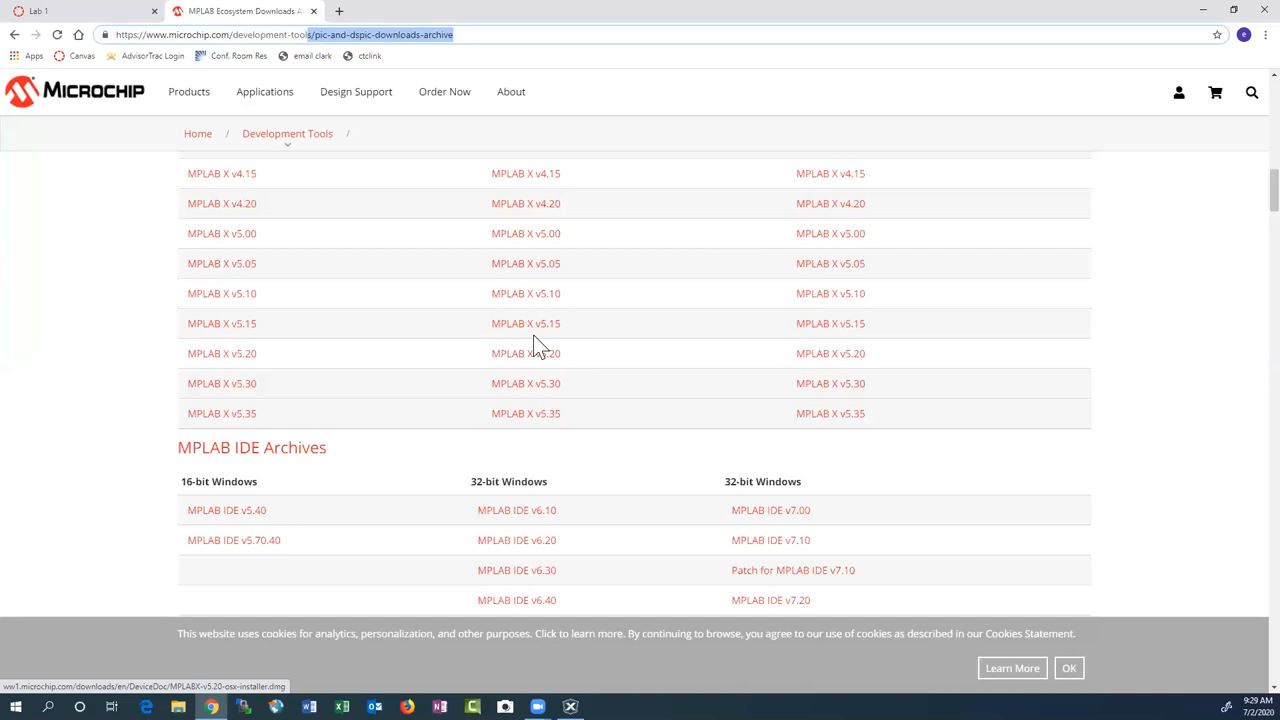 Lab 1
MPLAB Ecosystem Downloads A
https://www.microchip.com/development-tools/pic-and-dspic-downloads-archive
e
Apps Canvas AdvisorTrac Login Conf. Room Res email clark ctclink
MICROCHIP Products Applications Design Support Order Now About
Home / Development Tools /
MPLAB X v4.15 MPLAB X v4.15 MPLAB X v4.15
MPLAB X v4.20 MPLAB X v4.20 MPLAB X v4.20
MPLAB X v5.00 MPLAB X v5.00 MPLAB X v5.00
MPLAB X v5.05 MPLAB X v5.05 MPLAB X v5.05
MPLAB X v5.10 MPLAB X v5.10 MPLAB X v5.10
MPLAB X v5.15 MPLAB X v5.15 MPLAB X v5.15
MPLAB X v5.20 MPLAB X v5.20 MPLAB X v5.20
MPLAB X v5.30 MPLAB X v5.30 MPLAB X v5.30
MPLAB X v5.35 MPLAB X v5.35 MPLAB X v5.35
MPLAB IDE Archives
16-bit Windows 32-bit Windows 32-bit Windows
MPLAB IDE v5.40 MPLAB IDE v6.10 MPLAB IDE v7.00
MPLAB IDE v5.70.40 MPLAB IDE v6.20 MPLAB IDE v7.10
MPLAB IDE v6.30 Patch for MPLAB IDE v7.10
MPLAB IDE v6.40 MPLAB IDE v7.20
This website uses cookies for analytics, personalization, and other purposes. Click to learn more. By continuing to browse, you agree to our use of cookies as described in our Cookies Statement.
Learn More OK
ww1.microchip.com/downloads/en/DeviceDoc/MPLABX-v5.20-osx-installer.dmg
9:29 AM
7/2/2020